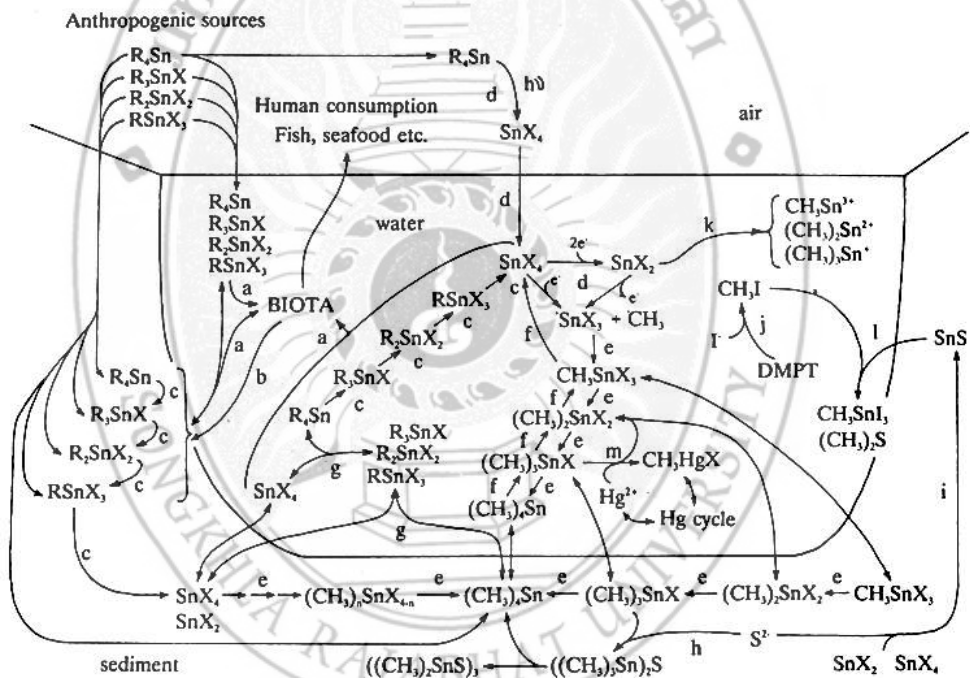 Anthropogenic sources
R₄Sn
R₃SnX
R₂SnX₂
RSnX₃
R₄Sn
hυ
d
SnX₄
air
Human consumption
Fish, seafood etc.
R₄Sn
R₃SnX
R₂SnX₂
RSnX₃
a
BIOTA
a
b
a
water
d
SnX₄
2e⁻
d
SnX₂
k
CH₃Sn³⁺
(CH₃)₂Sn²⁺
(CH₃)₃Sn⁺
c
e⁻
e⁻
RSnX₃
c
SnX₃ + CH₃
R₂SnX₂
c
f
e
R₃SnX
c
CH₃SnX₃
R₄Sn
f
e
(CH₃)₂SnX₂
f
e
(CH₃)₃SnX
m
CH₃HgX
f
e
Hg²⁺
(CH₃)₄Sn
Hg cycle
CH₃I
I⁻
j
DMPT
l
SnS
CH₃SnI₃
(CH₃)₂S
i
R₄Sn
c
R₃SnX
c
R₂SnX₂
c
RSnX₃
R₃SnX
R₂SnX₂
RSnX₃
g
SnX₄
g
c
SnX₄
SnX₂
e
(CH₃)ₙSnX₄₋ₙ
e
(CH₃)₄Sn
e
(CH₃)₃SnX
e
(CH₃)₂SnX₂
e
CH₃SnX₃
h
S²⁻
sediment
((CH₃)₂SnS)₃
((CH₃)₃Sn)₂S
SnX₂
SnX₄